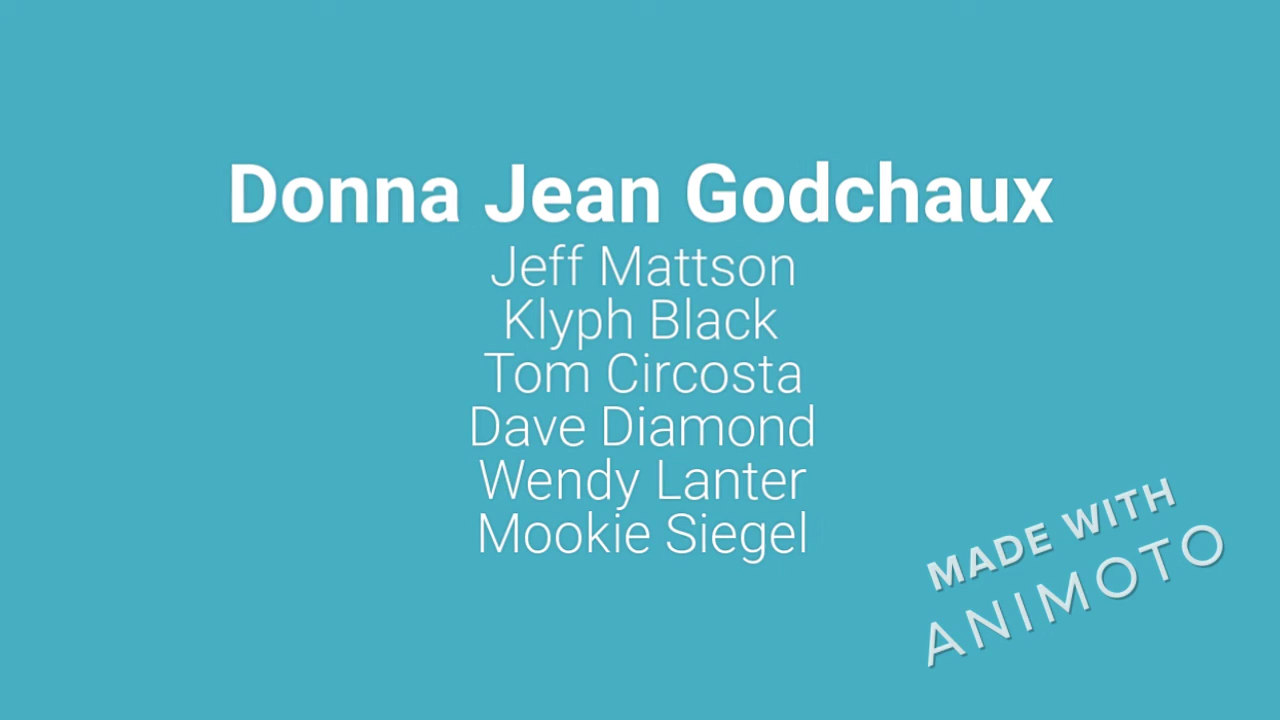 Donna Jean Godchaux
Jeff Mattson
Klyph Black
Tom Circosta
Dave Diamond
Wendy Lanter
Mookie Siegel
MADE WITH
ANIMOTO